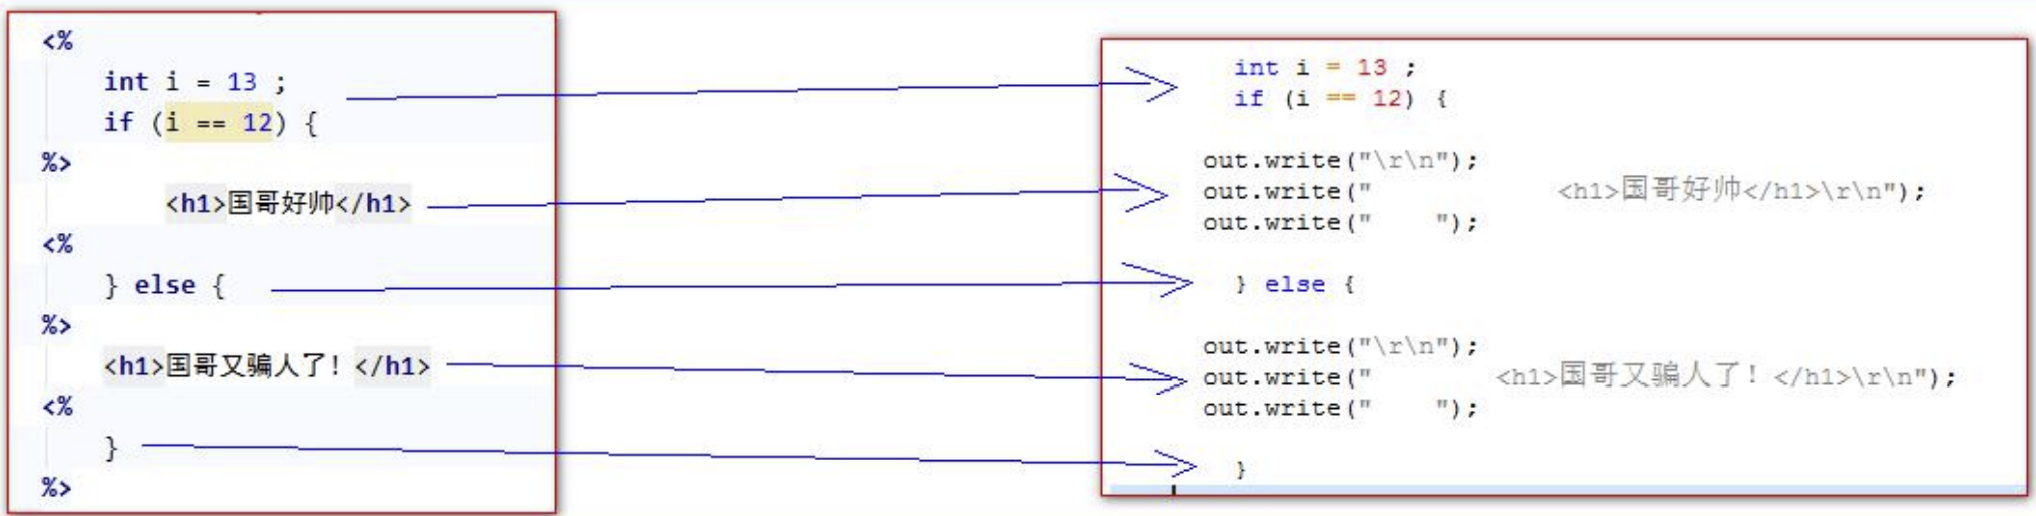 <%
int i = 13 ;
if (i == 12) {
%>
<h1>国哥好帅</h1>
<%
} else {
%>
<h1>国哥又骗人了！</h1>
<%
}
%>
int i = 13 ;
if (i == 12) {
out.write("\r\n");
out.write("            <h1>国哥好帅</h1>\r\n");
out.write("    ");
} else {
out.write("\r\n");
out.write("        <h1>国哥又骗人了！</h1>\r\n");
out.write("    ");
}